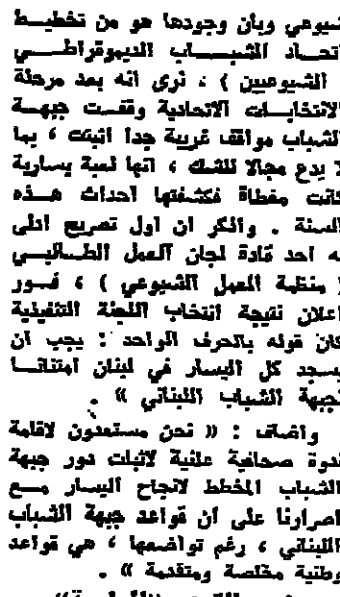 شيوعي وبأن وجودها هو من تخطيط
اتحاد الشباب الديموقراطي
( الشيوعيين ) ، نرى انه بعد مرحلة
الانتخابات الاتحادية وقفت جبهة
الشباب مواقف غريبة جدا اثبتت ، بما
لا يدع مجالا للشك ، انها لعبة يسارية
كانت مغطاة فكشفتها احداث هذه
السنة . واذكر ان اول تصريح ادلى
به احد قادة لجان العمل الطلابي
( منظمة العمل الشيوعي ) ، فور
اعلان نتيجة انتخاب اللجنة التنفيذية
كان قوله بالحرف الواحد : يجب ان
يسجد كل اليسار في لبنان امتنانا
لجبهة الشباب اللبناني » .
واضاف : « نحن مستعدون لاقامة
ندوة صحافية علنية لاثبات دور جبهة
الشباب المخطط لانجاح اليسار مع
اصرارنا على ان قواعد جبهة الشباب
اللبناني ، رغم تواضعها ، هي قواعد
وطنية مخلصة ومتقدمة » .